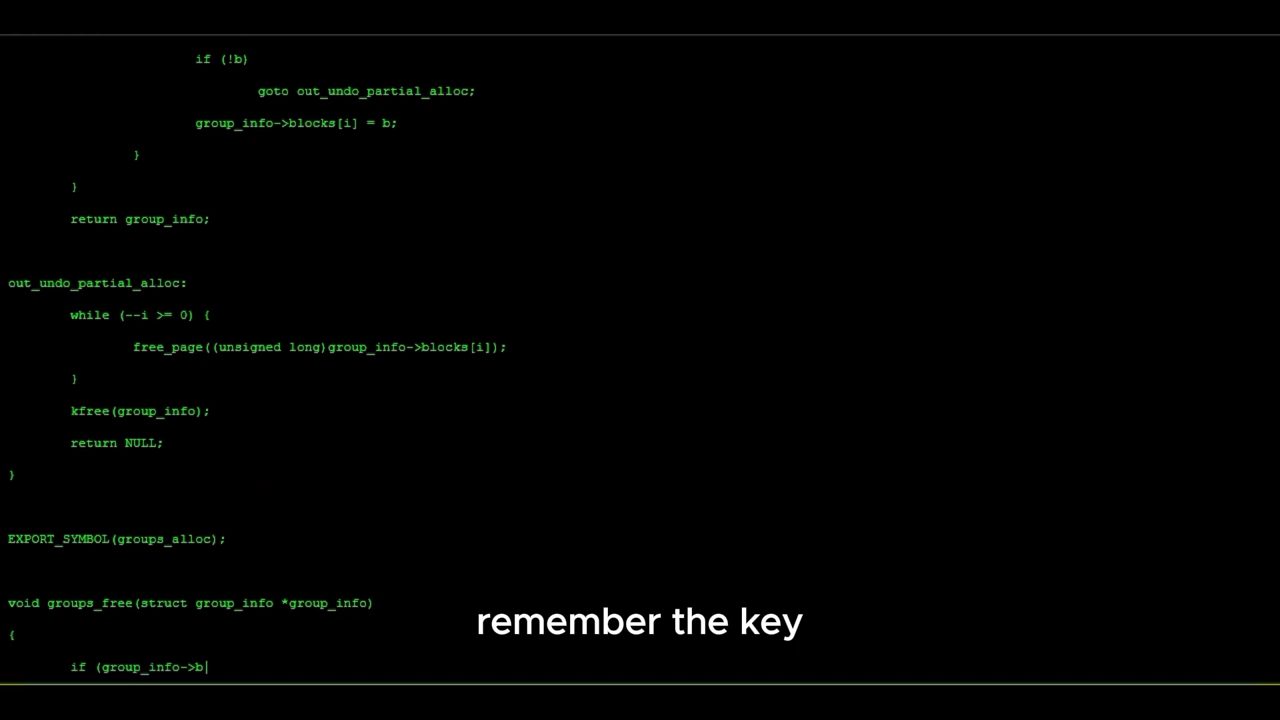 if (!b)
goto out_undo_partial_alloc;
group_info->blocks[i] = b;
}
}
return group_info;
out_undo_partial_alloc:
while (--i >= 0) {
free_page((unsigned long)group_info->blocks[i]);
}
kfree(group_info);
return NULL;
}
EXPORT_SYMBOL(groups_alloc);
void groups_free(struct group_info *group_info)
{
remember the key
if (group_info->b|